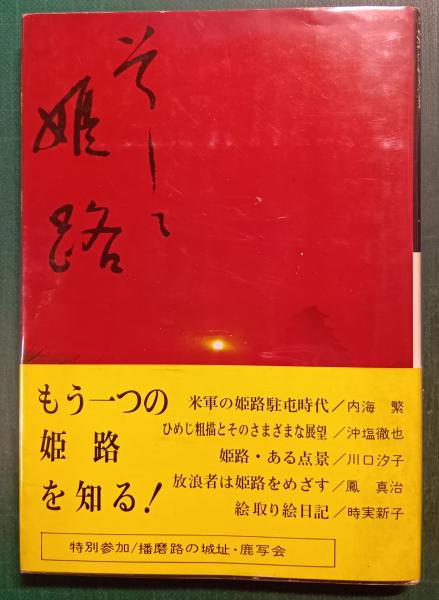 そして
姫路
もう一つの
姫路
を知る!
米軍の姫路駐屯時代/内海 繁
ひめじ粗描とそのさまざまな展望/沖塩徹也
姫路・ある点景/川口汐子
放浪者は姫路をめざす/鳳 真治
絵取り絵日記/時実新子
特別参加/播磨路の城址・鹿写会